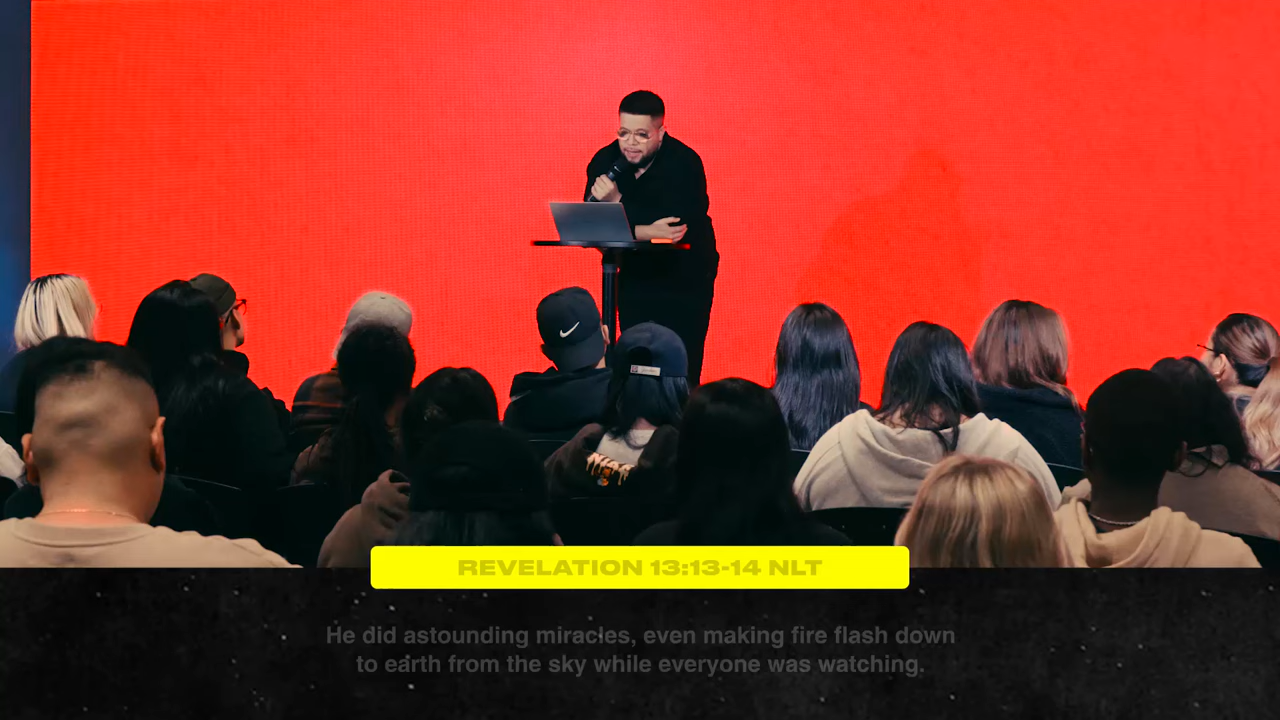 REVELATION 13:13-14 NLT
He did astounding miracles, even making fire flash down
to earth from the sky while everyone was watching.